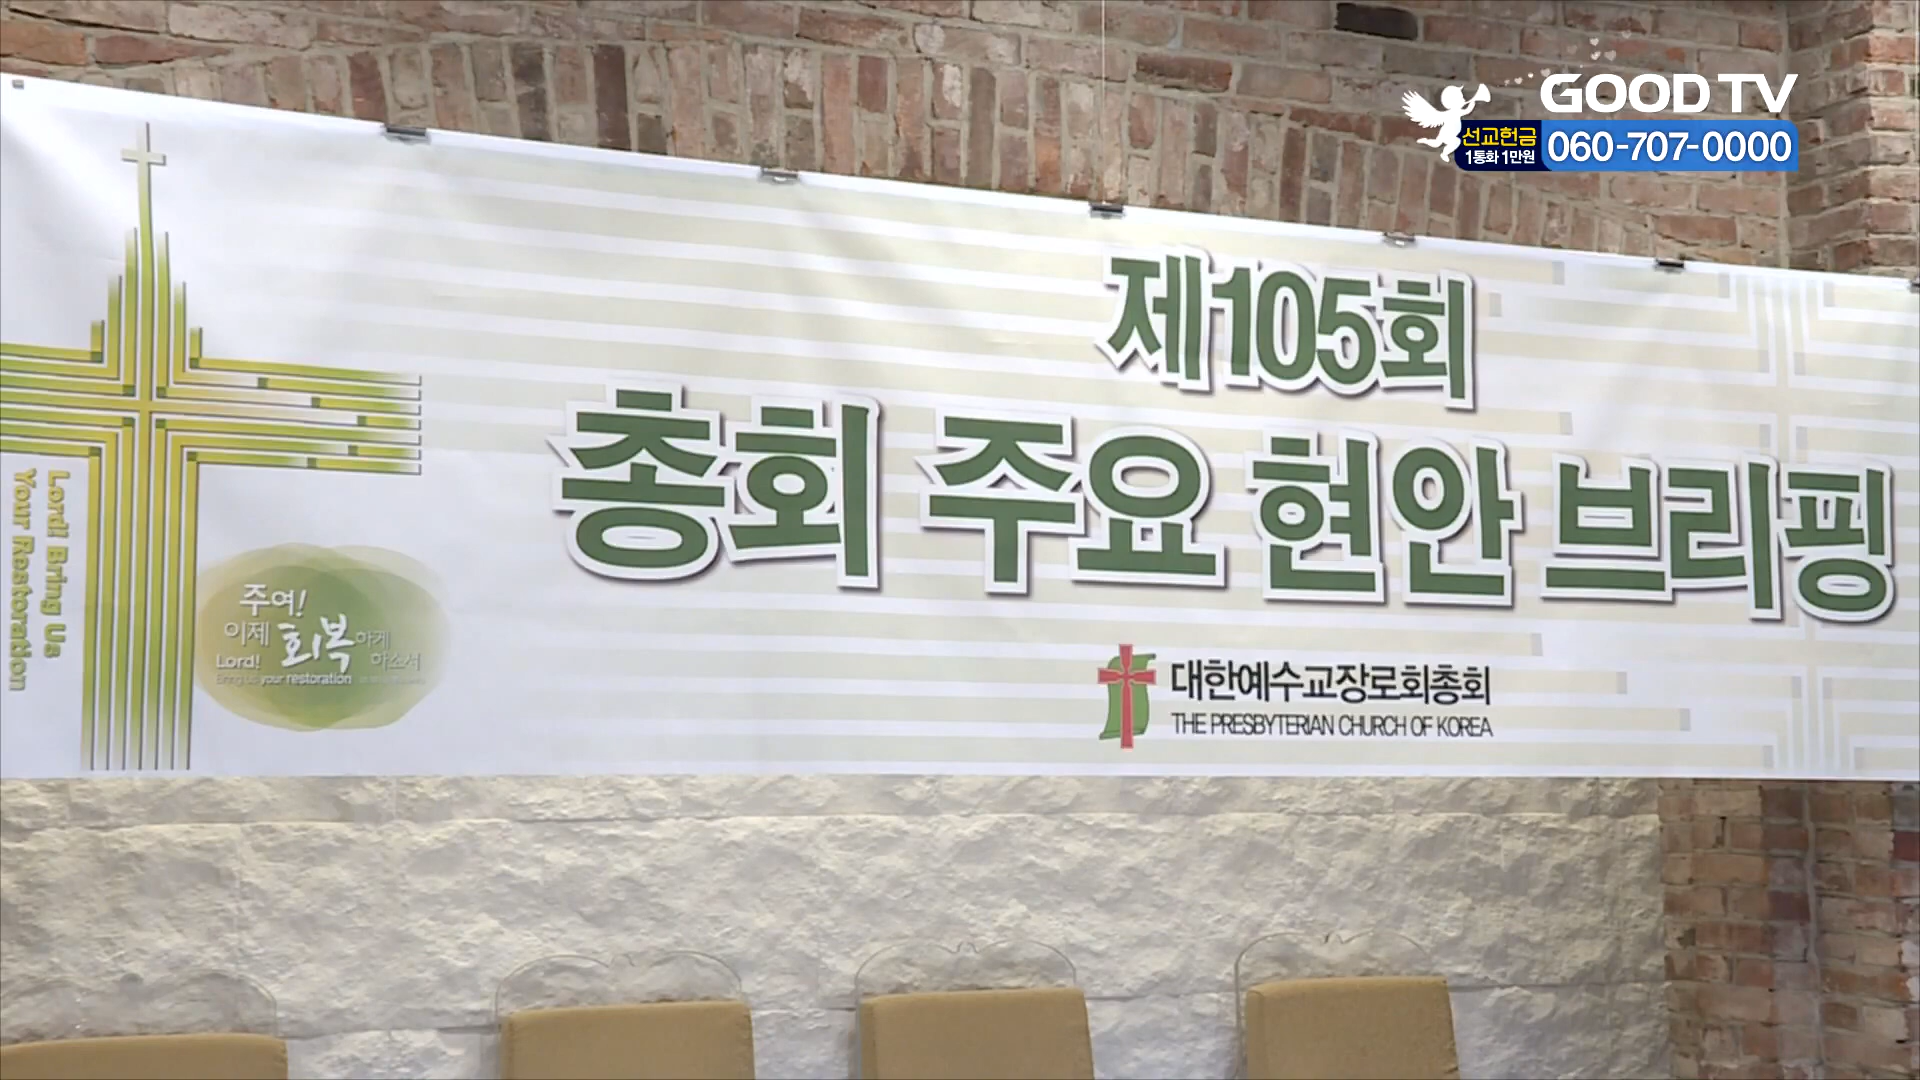 GOOD TV
선교헌금
1통화 1만원
060-707-0000
제105회
총회 주요 현안 브리핑
대한예수교장로회총회
THE PRESBYTERIAN CHURCH OF KOREA
Lord! Bring Us
Your Restoration
주여!
이제 회복하게
하소서
Lord!
Bring us your restoration